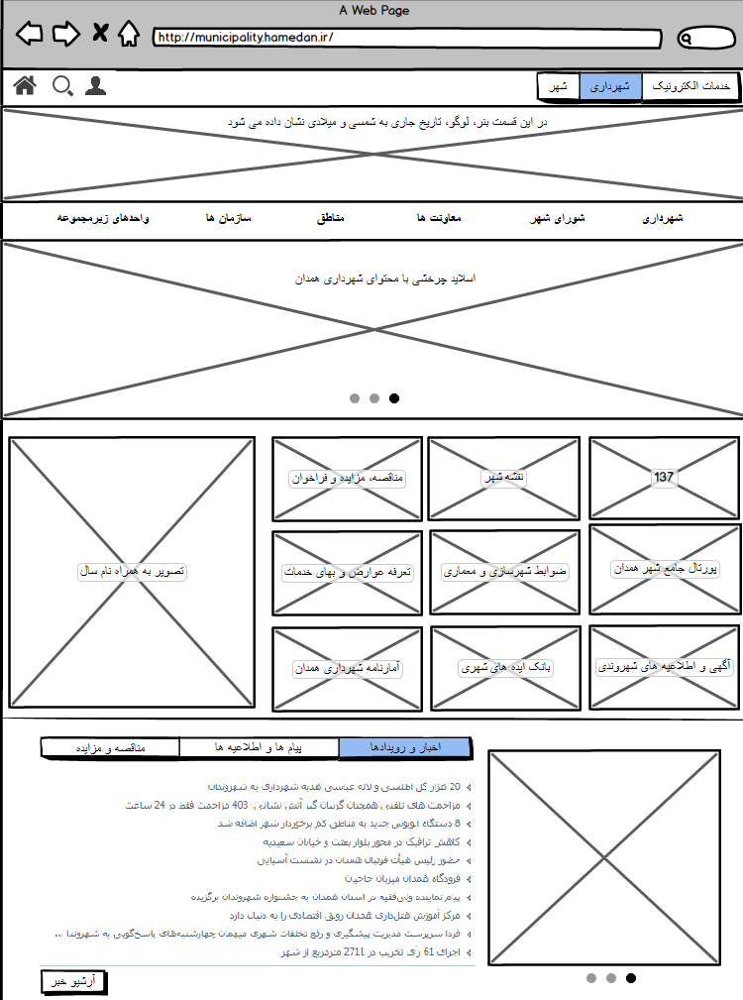 A Web Page
http://municipality.hamedan.ir/
خدمات الکترونیک
شهرداری
شهر
در این قسمت بنر، لوگو، تاریخ جاری به شمسی و میلادی نشان داده می شود
شهرداری
شورای شهر
معاونت ها
مناطق
سازمان ها
واحدهای زیرمجموعه
اسلاید چرخشی با محتوای شهرداری همدان
137
نقشه شهر
مناقصه، مزایده و فراخوان
پورتال جامع شهر همدان
ضوابط شهرسازی و معماری
تعرفه عوارض و بهای خدمات
تصویر به همراه نام سال
آگهی و اطلاعیه های شهروندی
بانک ایده های شهری
آمارنامه شهرداری همدان
اخبار و رویدادها
پیام ها و اطلاعیه ها
مناقصه و مزایده
20 هزار گل اطلسی و لاله عباسی هدیه شهرداری به شهروندان
مزاحمت های تلفنی همچنان گریبان گیر آتش نشانی، 403 مزاحمت فقط در 24 ساعت
8 دستگاه اتوبوس جدید به مناطق کم برخوردار شهر اضافه شد
کاهش ترافیک در محور بلوار بعثت و خیابان سعیدیه
حضور رئیس هیأت فوتبال همدان در نشست آسیایی
فرودگاه همدان میزبان حاجیان
پیام نماینده ولی‌فقیه در استان همدان به جشنواره شهروندان برگزیده
مرکز آموزش هتل‌داری همدان رونق اقتصادی را به دنبال دارد
فردا سرپرست مدیریت پیشگیری و رفع تخلفات شهری میهمان چهارشنبه‌های پاسخ‌گویی به شهروندا ...
اجرای 61 رای تخریب در 2711 مترمربع از شهر
آرشیو خبر